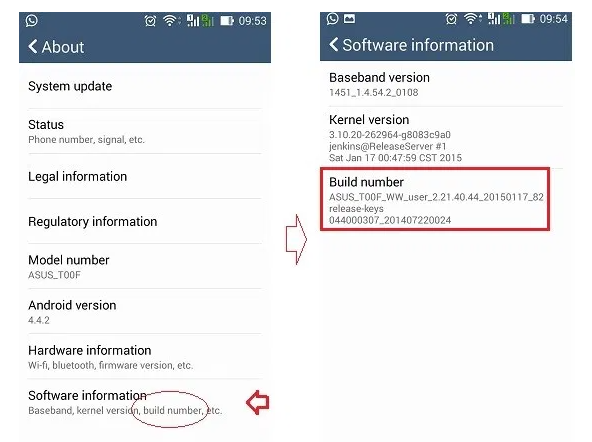 09:53
About
System update
Status
Phone number, signal, etc.
Legal information
Regulatory information
Model number
ASUS_T00F
Android version
4.4.2
Hardware information
Wi-fi, bluetooth, firmware version, etc.
Software information
Baseband, kernel version, build number, etc.
09:54
Software information
Baseband version
1451_1.4.54.2_0108
Kernel version
3.10.20-262964-g8083c9a0
jenkins@ReleaseServer #1
Sat Jan 17 00:47:59 CST 2015
Build number
ASUS_T00F_WW_user_2.21.40.44_20150117_82
release-keys
044000307_201407220024